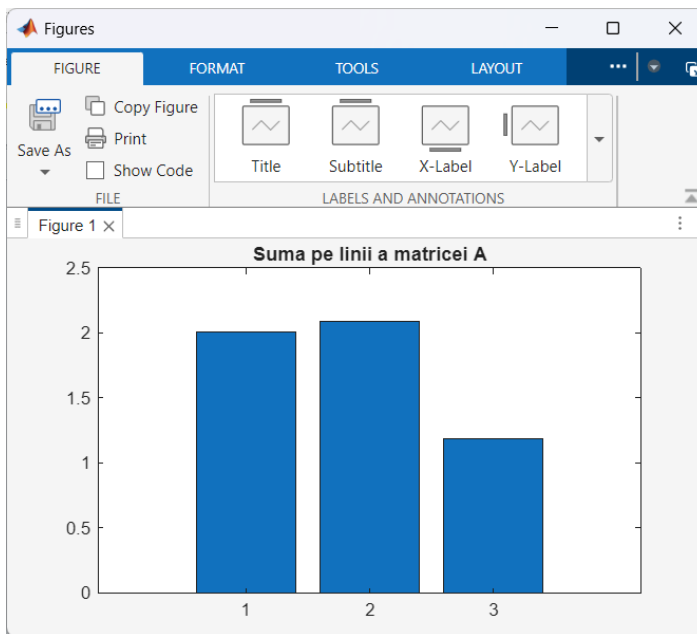 Figures
FIGURE FORMAT TOOLS LAYOUT
Save As
Copy Figure
Print
Show Code
FILE
Title Subtitle X-Label Y-Label
LABELS AND ANNOTATIONS
Figure 1
Suma pe linii a matricei A
2.5
2
1.5
1
0.5
0
1 2 3